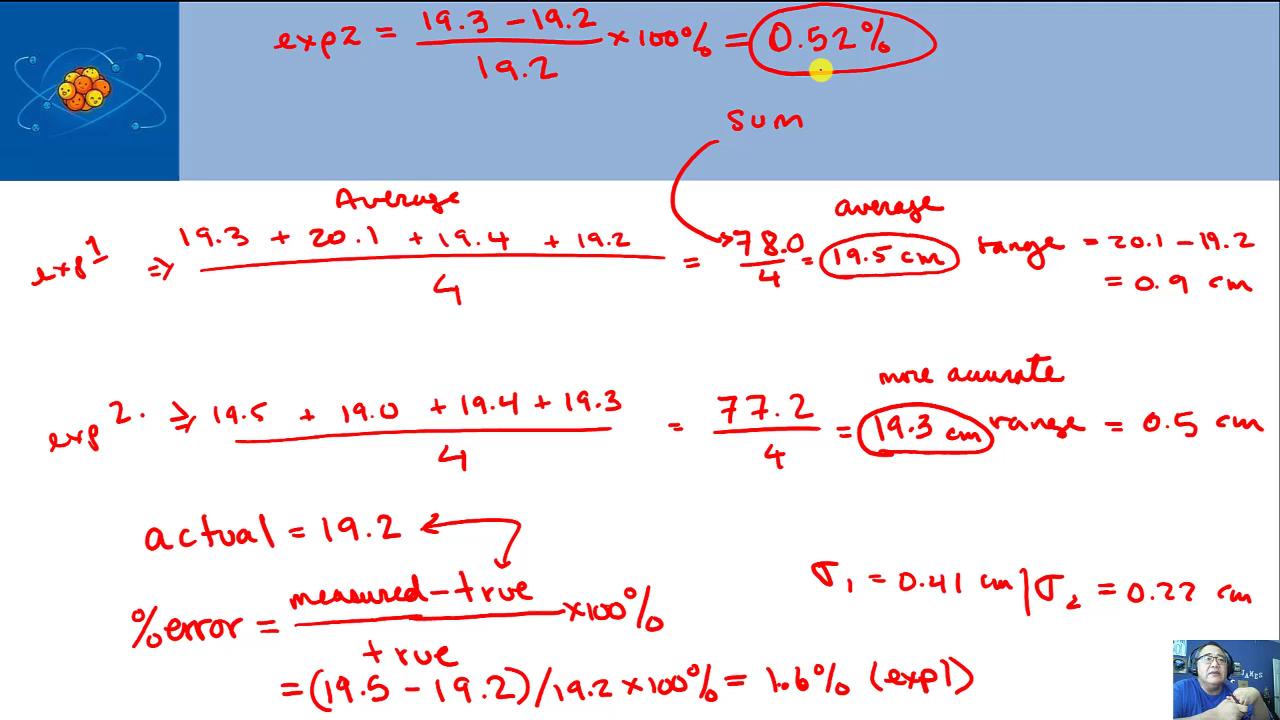 exp2 = 19.3 - 19.2 / 19.2 × 100% = 0.52%
sum
Average
exp 1 => 19.3 + 20.1 + 19.4 + 19.2 / 4 = 78.0 / 4 = 19.5 cm
average
range = 20.1 - 19.2
= 0.9 cm
more accurate
exp 2. => 19.5 + 19.0 + 19.4 + 19.3 / 4 = 77.2 / 4 = 19.3 cm range = 0.5 cm
actual = 19.2
%error = measured - true / true × 100%
σ1 = 0.41 cm | σ2 = 0.22 cm
= (19.5 - 19.2) / 19.2 × 100% = 1.6% (exp1)